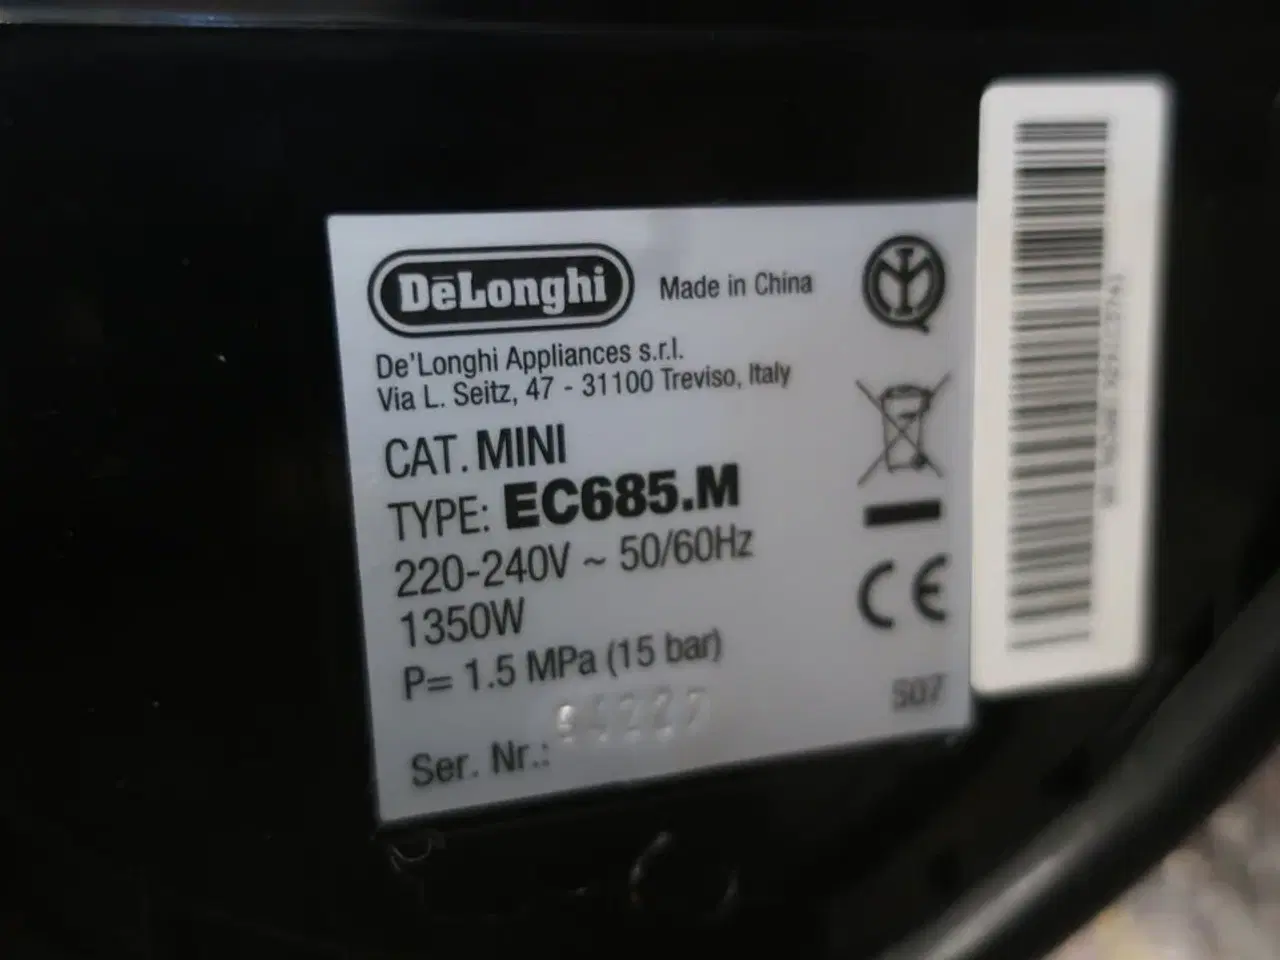 DeLonghi
Made in China
De'Longhi Appliances s.r.l.
Via L. Seitz, 47 - 31100 Treviso, Italy
CAT. MINI
TYPE: EC685.M
220-240V ~ 50/60Hz
1350W
P= 1.5 MPa (15 bar)
Ser. Nr.:
CE
S07